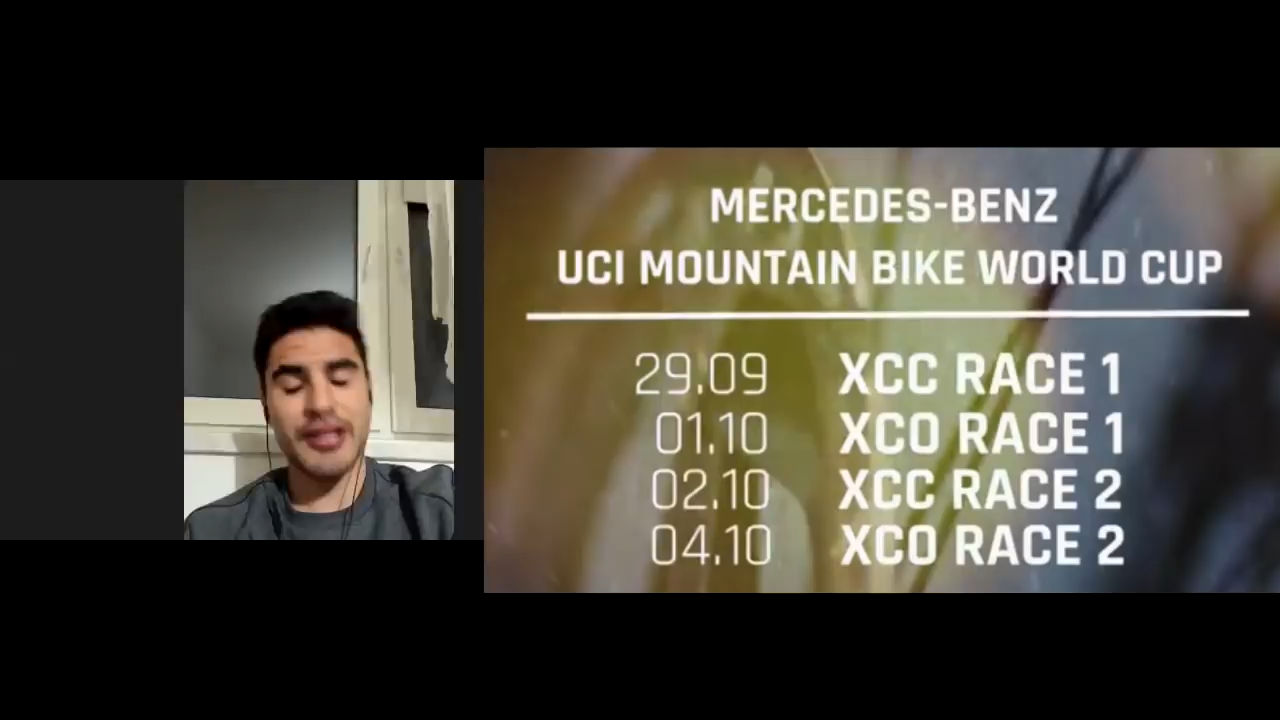 MERCEDES-BENZ
UCI MOUNTAIN BIKE WORLD CUP
29.09 XCC RACE 1
01.10 XCO RACE 1
02.10 XCC RACE 2
04.10 XCO RACE 2